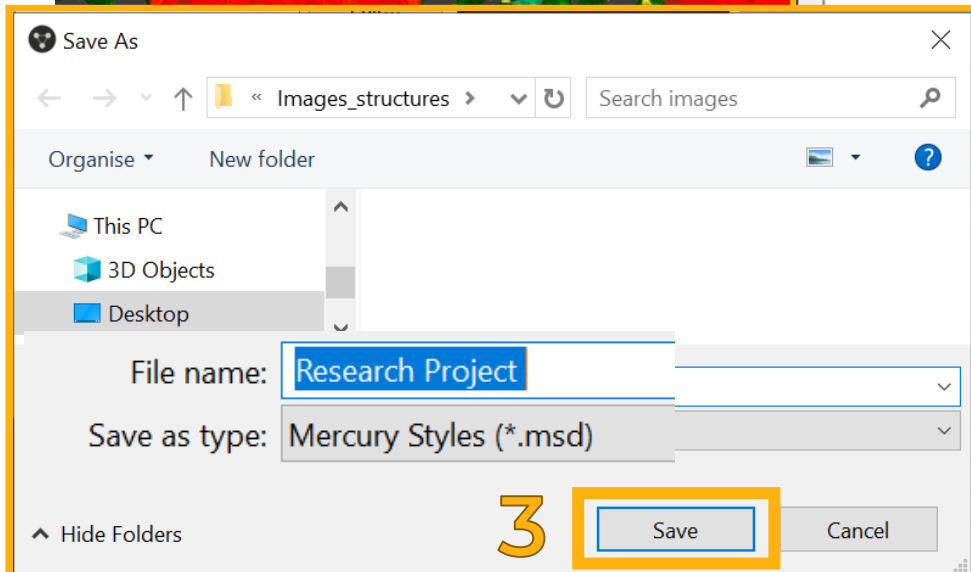 Save As
« Images_structures >
Search images
Organise
New folder
?
This PC
3D Objects
Desktop
File name: Research Project
Save as type: Mercury Styles (*.msd)
3
Hide Folders
Save
Cancel